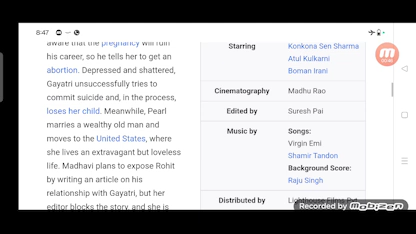 8:47
aware that the pregnancy will ruin
his career, so he tells her to get an
abortion. Depressed and shattered,
Gayatri unsuccessfully tries to
commit suicide and, in the process,
loses her child. Meanwhile, Pearl
marries a wealthy old man and
moves to the United States, where
she lives an extravagant but loveless
life. Madhavi plans to expose Rohit
by writing an article on his
relationship with Gayatri, but her
editor blocks the story, and she is
Starring
Konkona Sen Sharma
Atul Kulkarni
Boman Irani
Cinematography
Madhu Rao
Edited by
Suresh Pai
Music by
Songs:
Virgin Emi
Shamir Tandon
Background Score:
Raju Singh
Distributed by
Lighthouse Films Pvt
Recorded by Mobizen